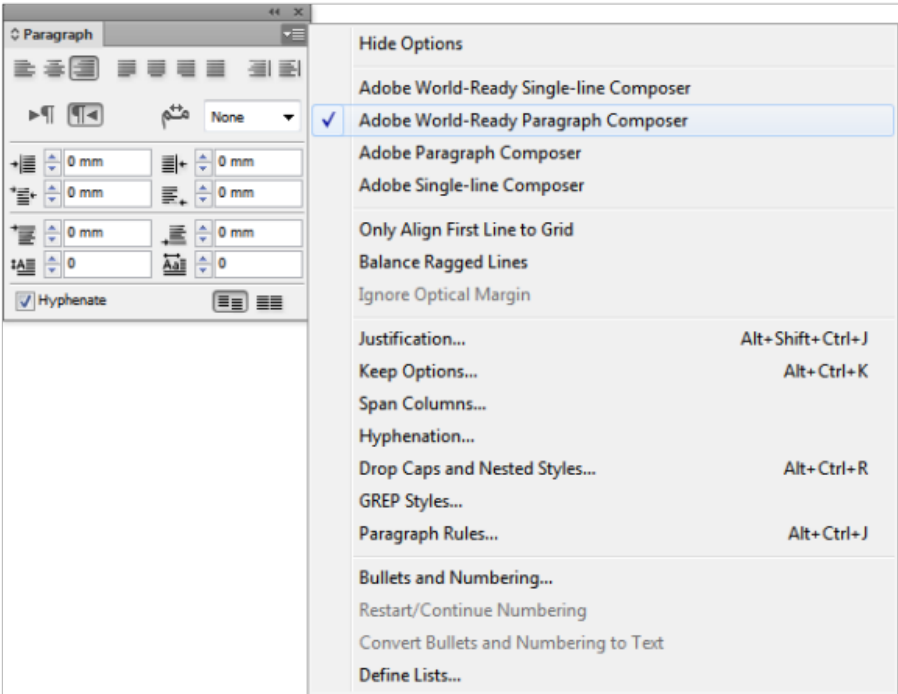 Paragraph
None
0 mm 0 mm
0 mm 0 mm
0 mm 0 mm
0 0
Hyphenate
Hide Options
Adobe World-Ready Single-line Composer
Adobe World-Ready Paragraph Composer
Adobe Paragraph Composer
Adobe Single-line Composer
Only Align First Line to Grid
Balance Ragged Lines
Ignore Optical Margin
Justification... Alt+Shift+Ctrl+J
Keep Options... Alt+Ctrl+K
Span Columns...
Hyphenation...
Drop Caps and Nested Styles... Alt+Ctrl+R
GREP Styles...
Paragraph Rules... Alt+Ctrl+J
Bullets and Numbering...
Restart/Continue Numbering
Convert Bullets and Numbering to Text
Define Lists...